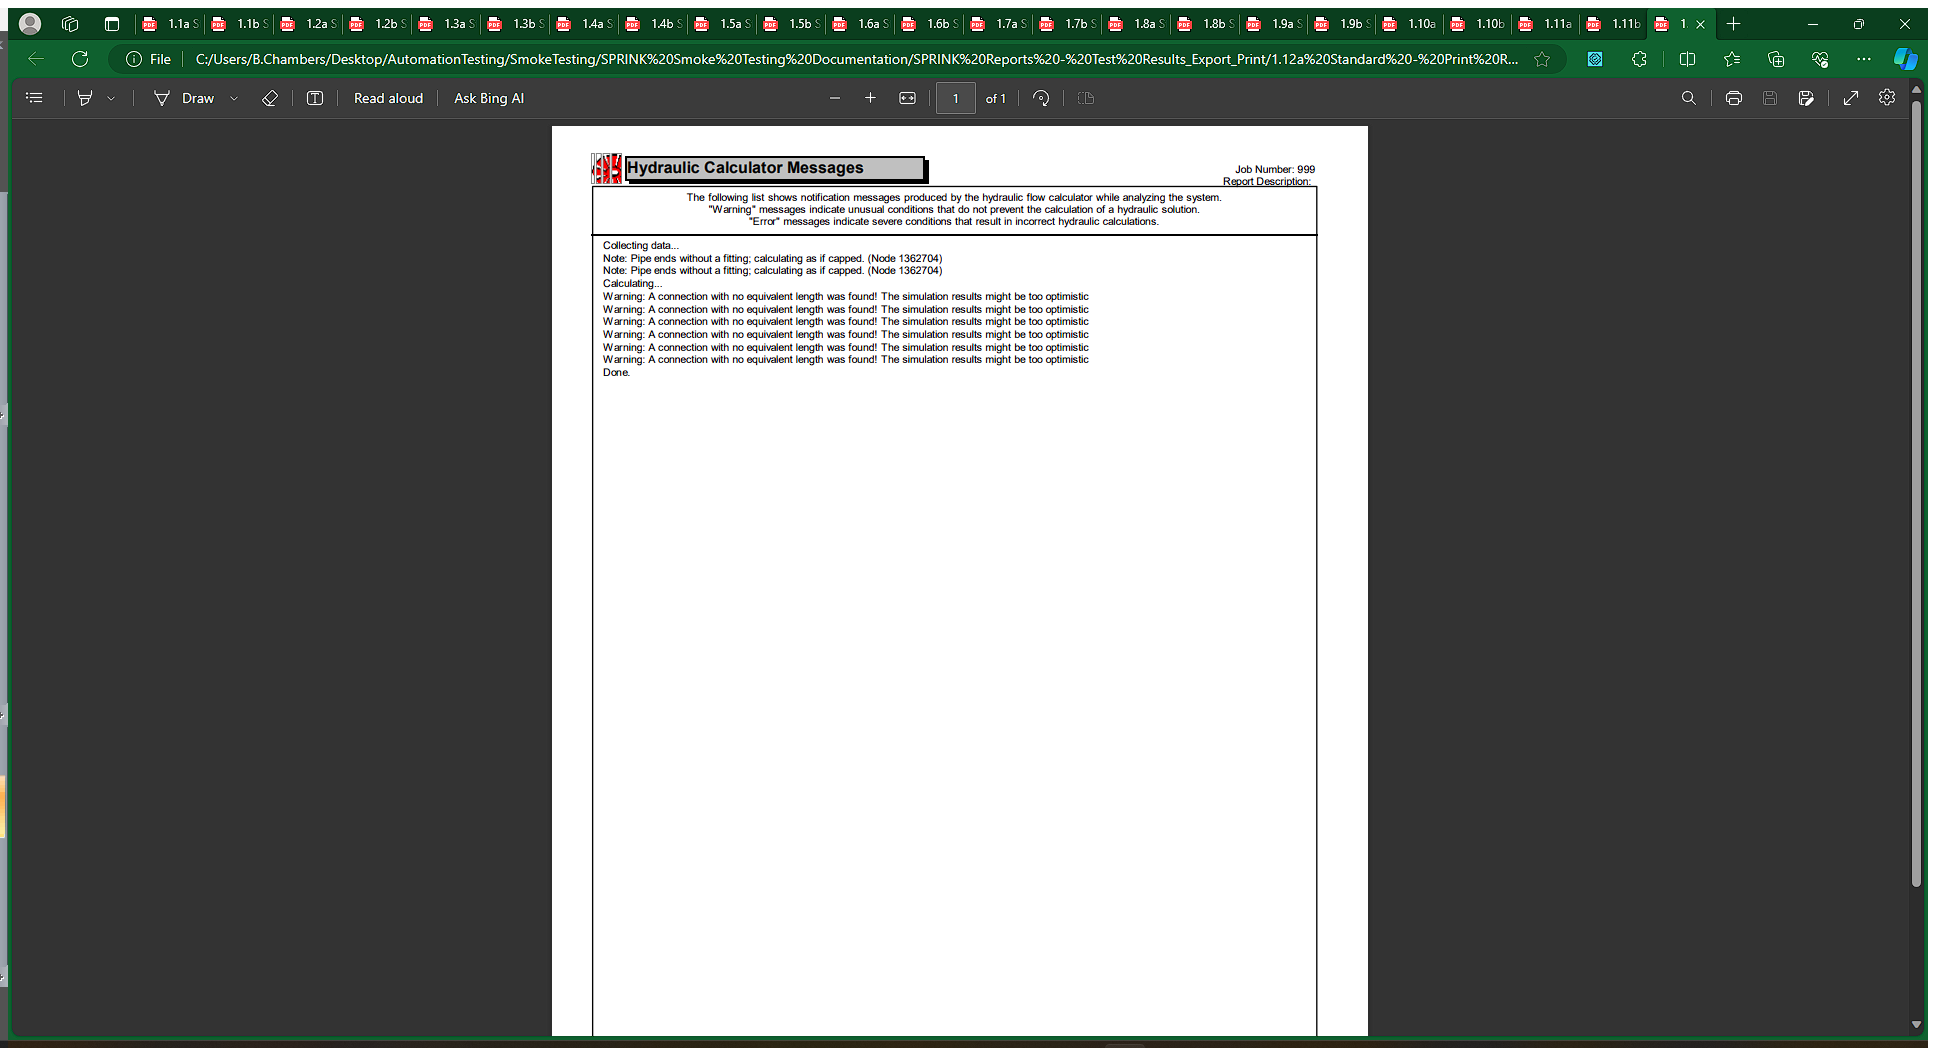 1.1a S 1.1b S 1.2a S 1.2b S 1.3a S 1.3b S 1.4a S 1.4b S 1.5a S 1.5b S 1.6a S 1.6b S 1.7a S 1.7b S 1.8a S 1.8b S 1.9a S 1.9b S 1.10a 1.10b 1.11a 1.11b 1.
File C:/Users/B.Chambers/Desktop/AutomationTesting/SmokeTesting/SPRINK%20Smoke%20Testing%20Documentation/SPRINK%20Reports%20-%20Test%20Results_Export_Print/1.12a%20Standard%20-%20Print%20R...
Draw Read aloud Ask Bing AI 1 of 1
Hydraulic Calculator Messages
Job Number: 999
Report Description:
The following list shows notification messages produced by the hydraulic flow calculator while analyzing the system.
"Warning" messages indicate unusual conditions that do not prevent the calculation of a hydraulic solution.
"Error" messages indicate severe conditions that result in incorrect hydraulic calculations.
Collecting data...
Note: Pipe ends without a fitting; calculating as if capped. (Node 1362704)
Note: Pipe ends without a fitting; calculating as if capped. (Node 1362704)
Calculating...
Warning: A connection with no equivalent length was found! The simulation results might be too optimistic
Warning: A connection with no equivalent length was found! The simulation results might be too optimistic
Warning: A connection with no equivalent length was found! The simulation results might be too optimistic
Warning: A connection with no equivalent length was found! The simulation results might be too optimistic
Warning: A connection with no equivalent length was found! The simulation results might be too optimistic
Warning: A connection with no equivalent length was found! The simulation results might be too optimistic
Done.